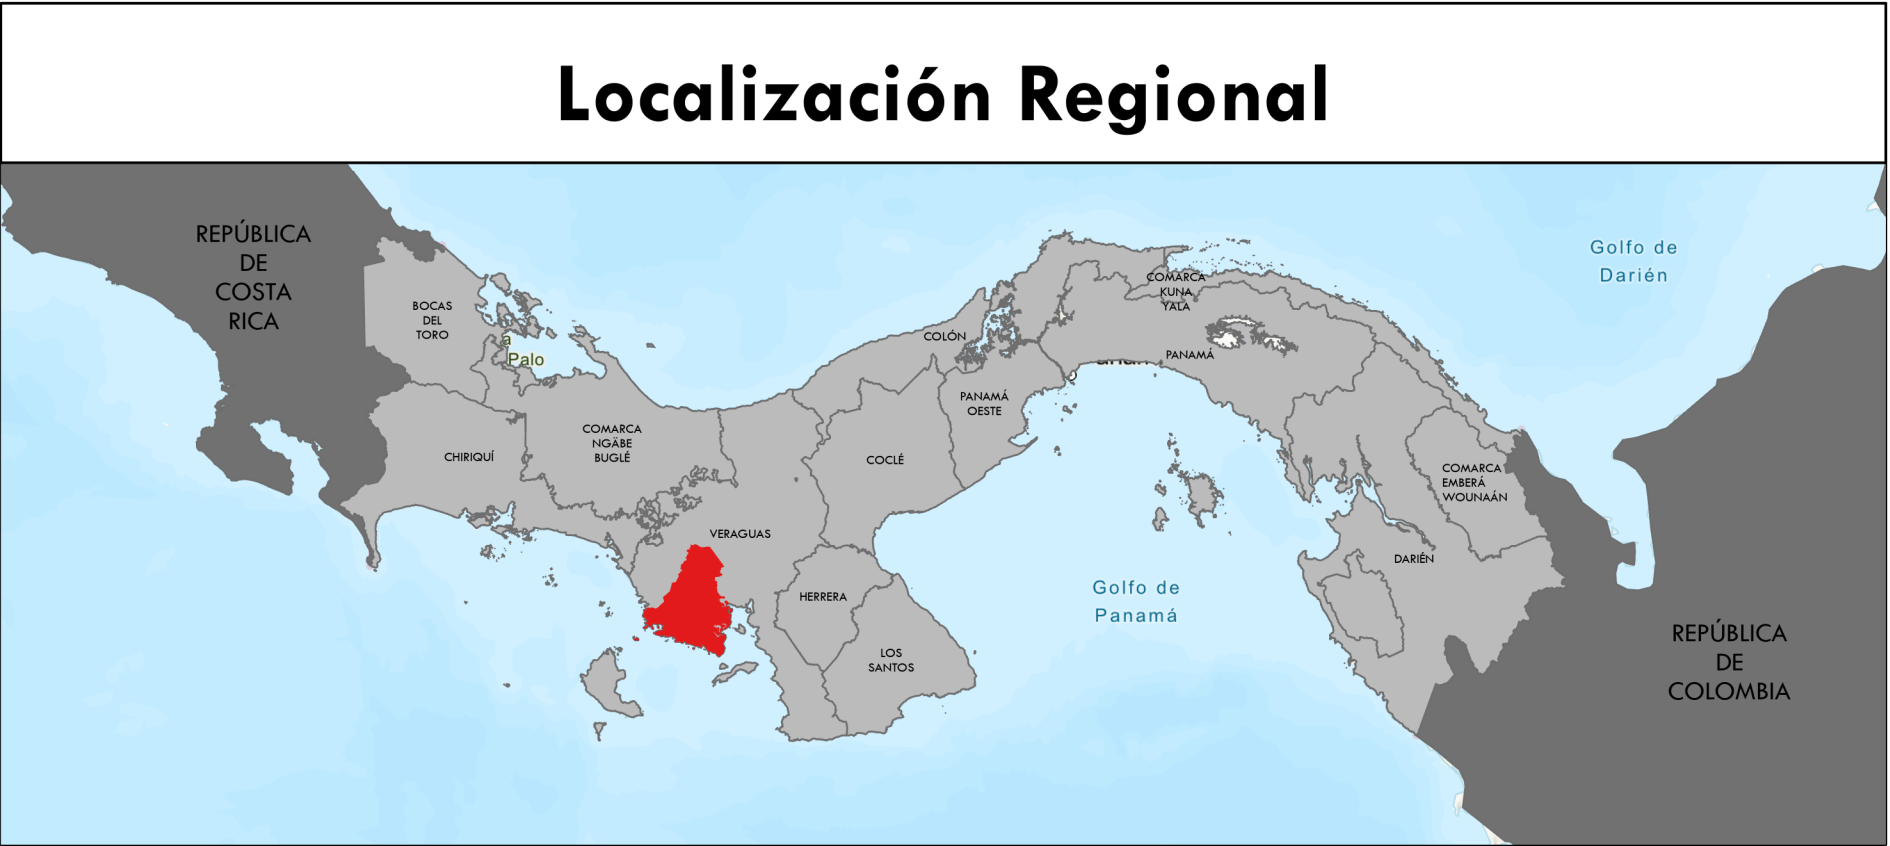 Localización Regional
REPÚBLICA
DE
COSTA
RICA
BOCAS
DEL
TORO
a
Palo
CHIRIQUÍ
COMARCA
NGÄBE
BUGLÉ
VERAGUAS
HERRERA
LOS
SANTOS
COCLÉ
COLÓN
PANAMÁ
OESTE
COMARCA
KUNA
YALA
PANAMÁ
COMARCA
EMBERÁ
WOUNAÁN
DARIÉN
Golfo de
Panamá
Golfo de
Darién
REPÚBLICA
DE
COLOMBIA